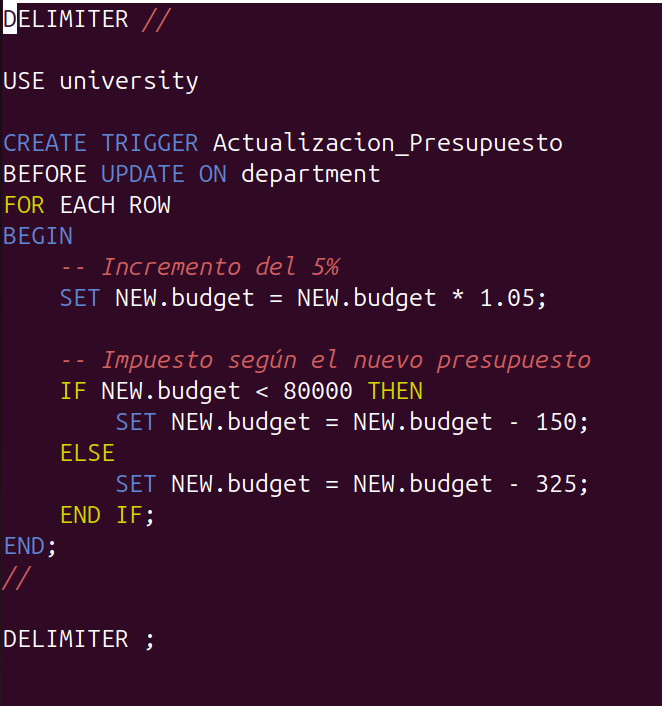 DELIMITER //
USE university
CREATE TRIGGER Actualizacion_Presupuesto
BEFORE UPDATE ON department
FOR EACH ROW
BEGIN
    -- Incremento del 5%
    SET NEW.budget = NEW.budget * 1.05;
    -- Impuesto según el nuevo presupuesto
    IF NEW.budget < 80000 THEN
        SET NEW.budget = NEW.budget - 150;
    ELSE
        SET NEW.budget = NEW.budget - 325;
    END IF;
END;
//
DELIMITER ;